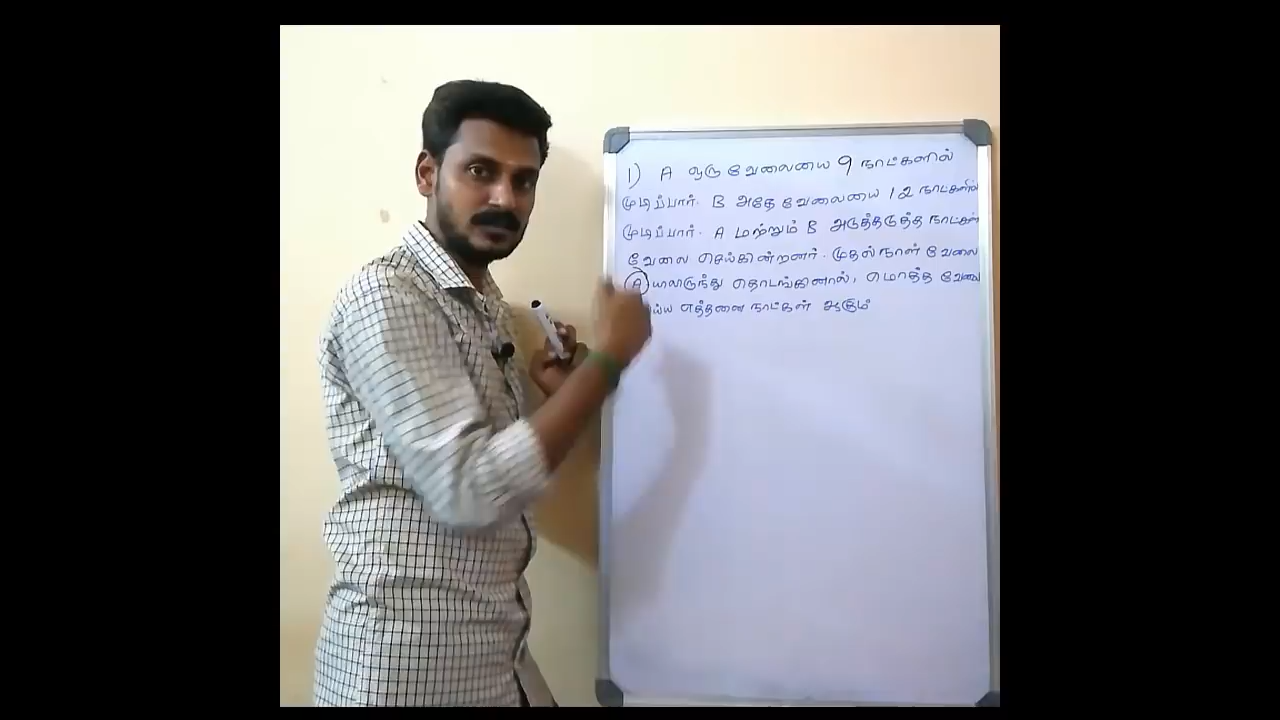 1) A ஒரு வேலையை 9 நாட்களில்
முடிப்பார். B அதே வேலையை 12 நாட்களில்
முடிப்பார். A மற்றும் B அடுத்தடுத்த நாட்கள்
வேலை செய்கின்றனர். முதல் நாள் வேலை
A யிலிருந்து தொடங்கினால், மொத்த வேலை
எத்தனை நாட்கள் ஆகும்